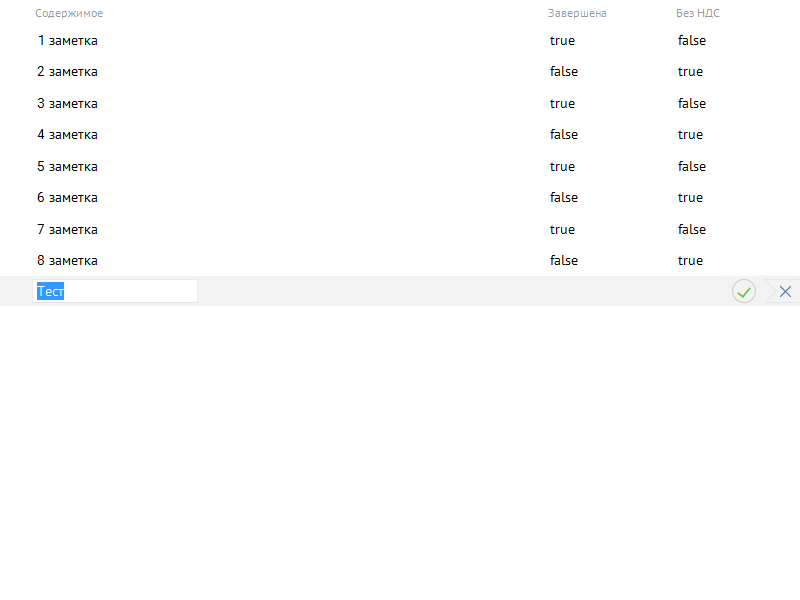 Содержимое Завершена Без НДС
1 заметка true false
2 заметка false true
3 заметка true false
4 заметка false true
5 заметка true false
6 заметка false true
7 заметка true false
8 заметка false true
Тест